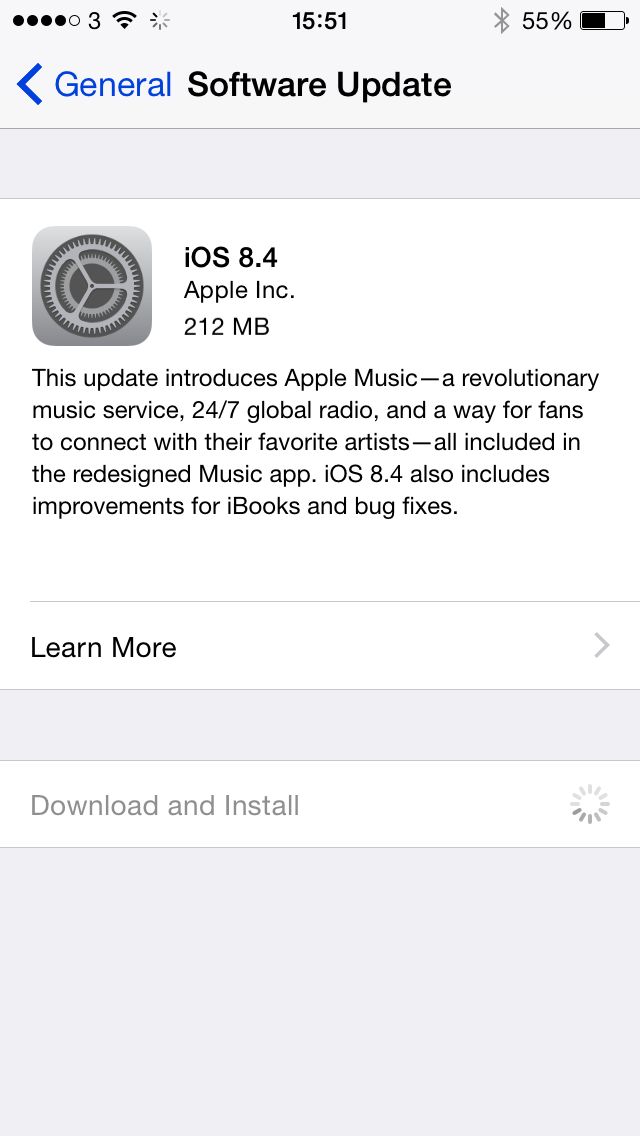 3 15:51 55%
General Software Update
iOS 8.4
Apple Inc.
212 MB
This update introduces Apple Music—a revolutionary
music service, 24/7 global radio, and a way for fans
to connect with their favorite artists—all included in
the redesigned Music app. iOS 8.4 also includes
improvements for iBooks and bug fixes.
Learn More
Download and Install